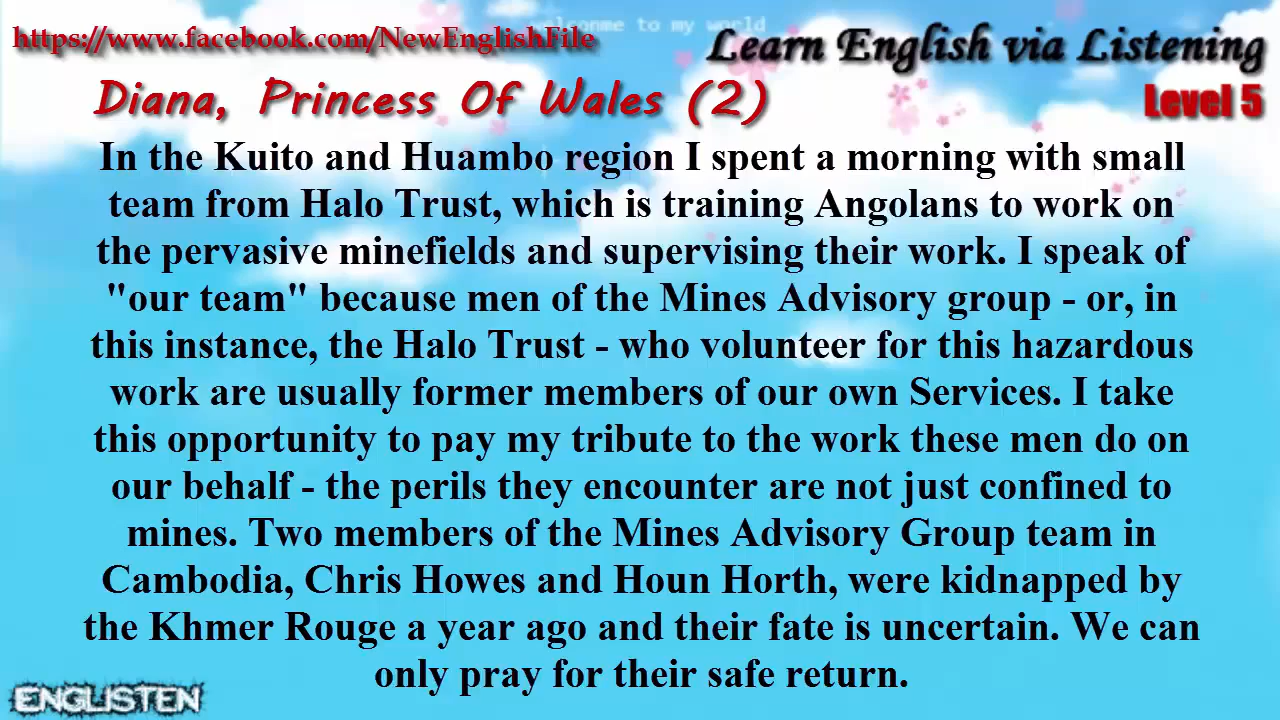 welconme to my world
https://www.facebook.com/NewEnglishFile
Learn English via Listening
Diana, Princess Of Wales (2)
Level 5
In the Kuito and Huambo region I spent a morning with small
team from Halo Trust, which is training Angolans to work on
the pervasive minefields and supervising their work. I speak of
"our team" because men of the Mines Advisory group - or, in
this instance, the Halo Trust - who volunteer for this hazardous
work are usually former members of our own Services. I take
this opportunity to pay my tribute to the work these men do on
our behalf - the perils they encounter are not just confined to
mines. Two members of the Mines Advisory Group team in
Cambodia, Chris Howes and Houn Horth, were kidnapped by
the Khmer Rouge a year ago and their fate is uncertain. We can
only pray for their safe return.
ENGLISTEN